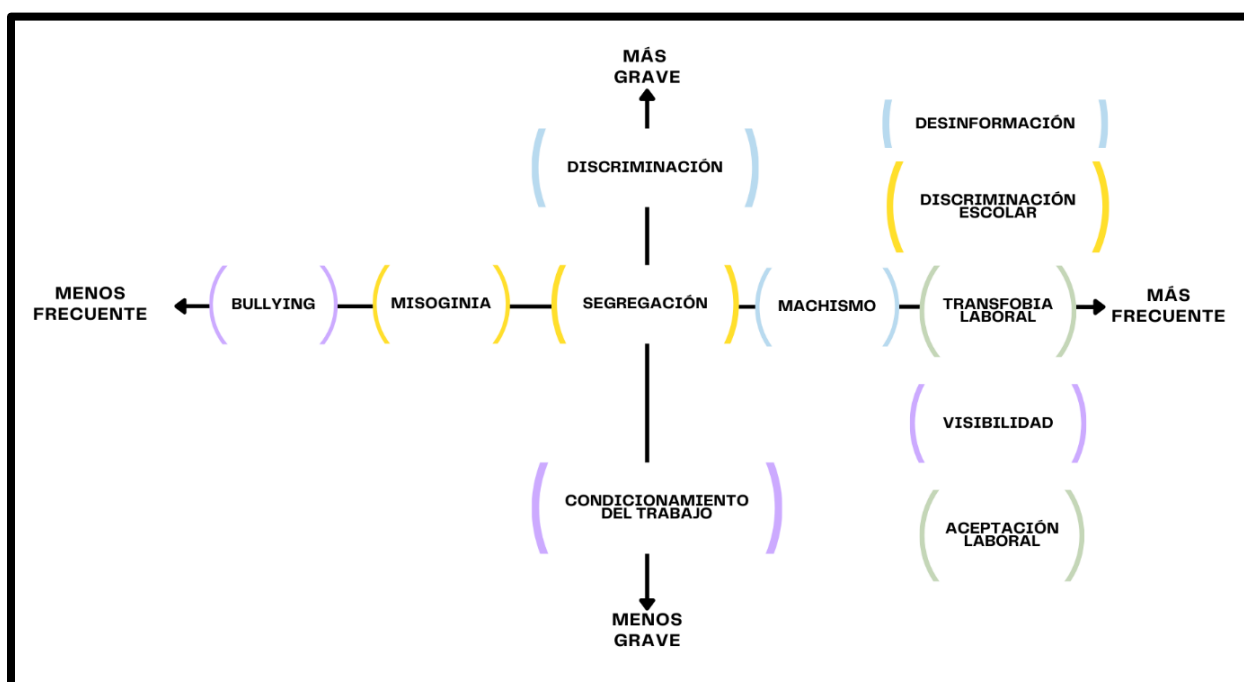 MÁS
GRAVE
DESINFORMACIÓN
DISCRIMINACIÓN
DISCRIMINACIÓN
ESCOLAR
MENOS
FRECUENTE
BULLYING
MISOGINIA
SEGREGACIÓN
MACHISMO
TRANSFOBIA
LABORAL
MÁS
FRECUENTE
VISIBILIDAD
CONDICIONAMIENTO
DEL TRABAJO
ACEPTACIÓN
LABORAL
MENOS
GRAVE